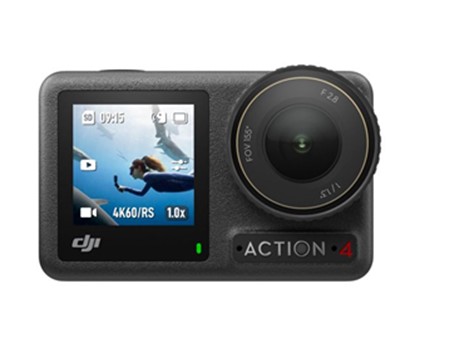 SD 09:15
4K60/RS 1.0x
dji
F2.8
FOV 155°
1/1.3"
ACTION 4